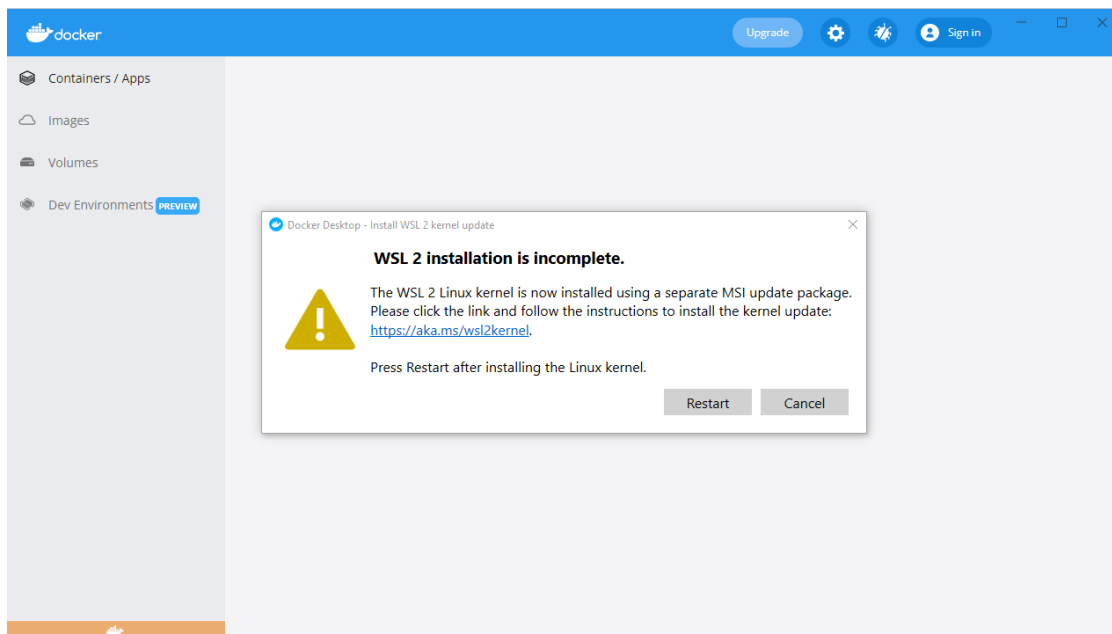 docker
Upgrade
Sign in
Containers / Apps
Images
Volumes
Dev Environments PREVIEW
Docker Desktop - Install WSL 2 kernel update
WSL 2 installation is incomplete.
The WSL 2 Linux kernel is now installed using a separate MSI update package.
Please click the link and follow the instructions to install the kernel update:
https://aka.ms/wsl2kernel.
Press Restart after installing the Linux kernel.
Restart Cancel